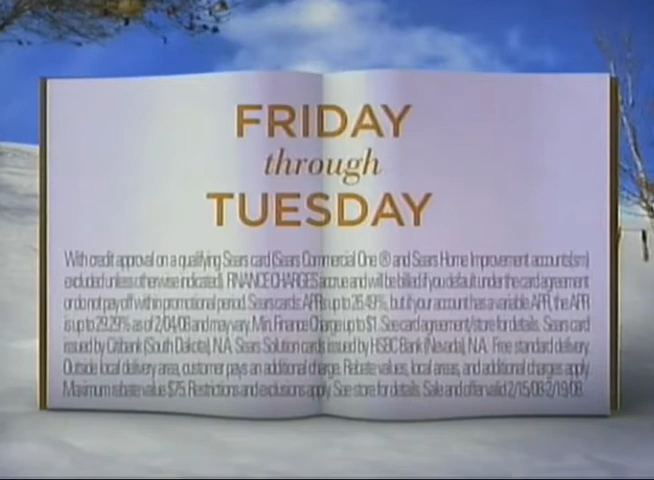 FRIDAY
through
TUESDAY
With credit approval on a qualifying Sears card (Sears Commercial One ® and Sears Home Improvement accounts(sm)
excluded unless otherwise indicated). FINANCE CHARGES accrue and will be billed if you default under the card agreement
or do not pay off within promotional period. Sears cards: APR up to 26.49%, but if your account has a variable APR, the APR
is up to 29.29% as of 2/04/08 and may vary. Min. Finance Charge up to $1. See card agreement/store for details. Sears card
issued by Citibank (South Dakota), N.A. Sears Solution cards issued by HSBC Bank (Nevada), N.A. Free standard delivery.
Outside local delivery area, customer pays an additional charge. Rebate values, local areas, and additional charges apply.
Maximum rebate value $75. Restrictions and exclusions apply. See store for details. Sale and offer valid 2/15/08-2/19/08.